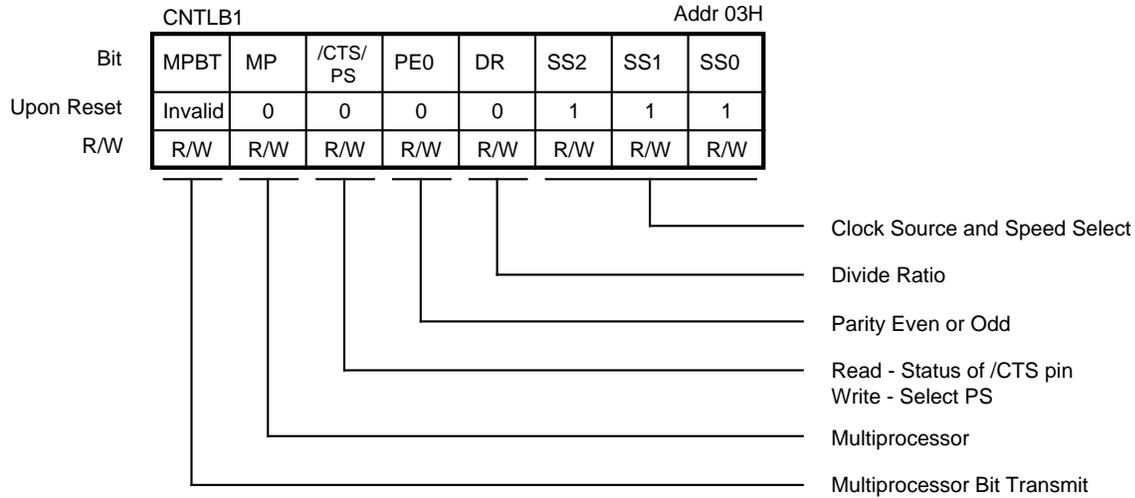 CNTLB1 Addr 03H
Bit MPBT MP /CTS/ PS PE0 DR SS2 SS1 SS0
Upon Reset Invalid 0 0 0 0 1 1 1
R/W R/W R/W R/W R/W R/W R/W R/W R/W
Clock Source and Speed Select
Divide Ratio
Parity Even or Odd
Read - Status of /CTS pin
Write - Select PS
Multiprocessor
Multiprocessor Bit Transmit